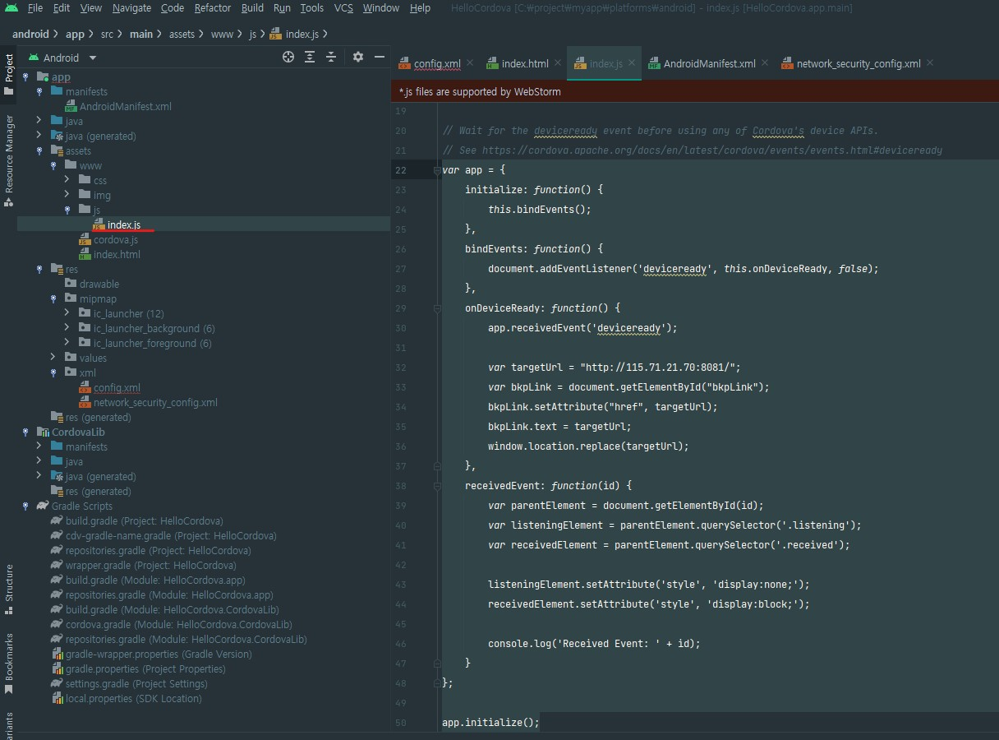 File Edit View Navigate Code Refactor Build Run Tools VCS Window Help HelloCordova [C:₩project₩myapp₩platforms₩android] - index.js [HelloCordova.app.main]
android > app > src > main > assets > www > js > index.js >
Android
config.xml index.html index.js AndroidManifest.xml network_security_config.xml
*.js files are supported by WebStorm
Project
Resource Manager
Structure
Bookmarks
app
manifests
AndroidManifest.xml
java
java (generated)
assets
www
css
img
js
index.js
cordova.js
index.html
res
drawable
mipmap
ic_launcher (12)
ic_launcher_background (6)
ic_launcher_foreground (6)
values
xml
config.xml
network_security_config.xml
res (generated)
CordovaLib
manifests
java
java (generated)
res (generated)
Gradle Scripts
build.gradle (Project: HelloCordova)
cdv-gradle-name.gradle (Project: HelloCordova)
repositories.gradle (Project: HelloCordova)
wrapper.gradle (Project: HelloCordova)
build.gradle (Module: HelloCordova.app)
repositories.gradle (Module: HelloCordova.app)
build.gradle (Module: HelloCordova.CordovaLib)
cordova.gradle (Module: HelloCordova.CordovaLib)
repositories.gradle (Module: HelloCordova.CordovaLib)
gradle-wrapper.properties (Gradle Version)
gradle.properties (Project Properties)
settings.gradle (Project Settings)
local.properties (SDK Location)
19
20 // Wait for the deviceready event before using any of Cordova's device APIs.
21 // See https://cordova.apache.org/docs/en/latest/cordova/events/events.html#deviceready
22 var app = {
23 initialize: function() {
24 this.bindEvents();
25 },
26 bindEvents: function() {
27 document.addEventListener('deviceready', this.onDeviceReady, false);
28 },
29 onDeviceReady: function() {
30 app.receivedEvent('deviceready');
31
32 var targetUrl = "http://115.71.21.70:8081/";
33 var bkpLink = document.getElementById("bkpLink");
34 bkpLink.setAttribute("href", targetUrl);
35 bkpLink.text = targetUrl;
36 window.location.replace(targetUrl);
37 },
38 receivedEvent: function(id) {
39 var parentElement = document.getElementById(id);
40 var listeningElement = parentElement.querySelector('.listening');
41 var receivedElement = parentElement.querySelector('.received');
42
43 listeningElement.setAttribute('style', 'display:none;');
44 receivedElement.setAttribute('style', 'display:block;');
45
46 console.log('Received Event: ' + id);
47 }
48 };
49
50 app.initialize();